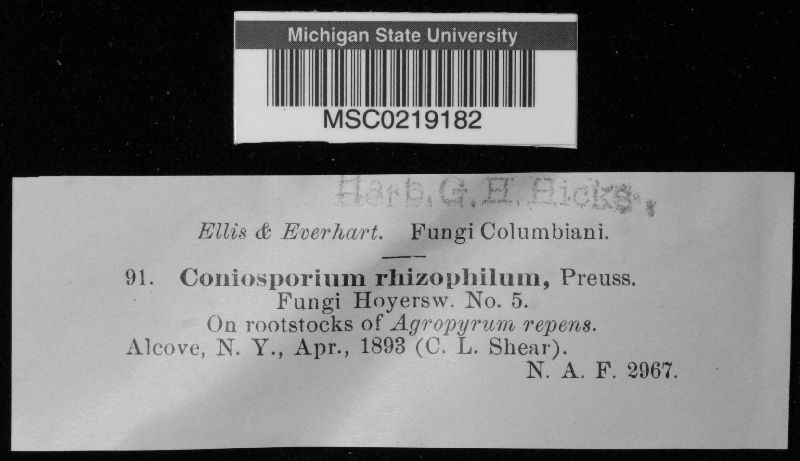 Michigan State University
MSC0219182
Harb. G. H. Hicks.
Ellis & Everhart. Fungi Columbiani.
91. Coniosporium rhizophilum, Preuss.
Fungi Hoyersw. No. 5.
On rootstocks of Agropyrum repens.
Alcove, N. Y., Apr., 1893 (C. L. Shear).
N. A. F. 2967.